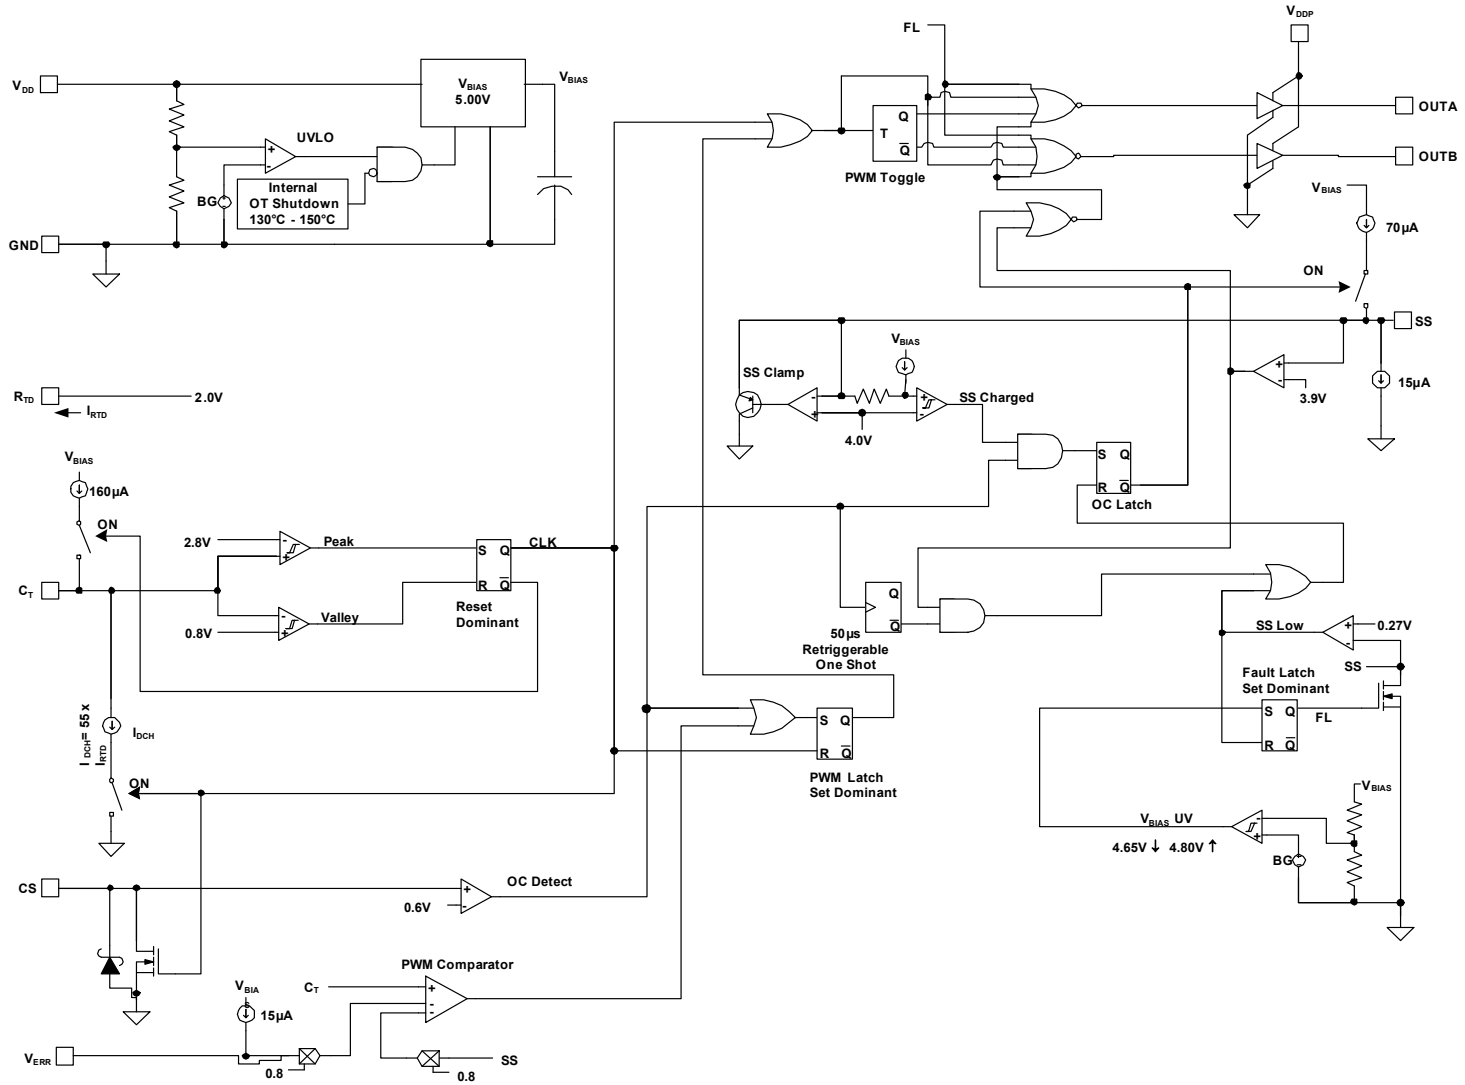 FL
VDDP
VDD
VBIAS
5.00V
VBIAS
OUTA
Q
T
Q
UVLO
+
-
OUTB
PWM Toggle
Internal
OT Shutdown
130°C - 150°C
BG
VBIAS
70µA
GND
ON
SS
VBIAS
SS Clamp
+
-
3.9V
15µA
RTD
2.0V
IRTD
-
+
+
-
SS Charged
4.0V
VBIAS
160µA
S Q
R Q
OC Latch
ON
2.8V
-
+
Peak
S Q
R Q
CLK
CT
Reset
Dominant
0.8V
-
+
Valley
Q
Q
50µs
Retriggerable
One Shot
SS Low
+
-
0.27V
SS
Fault Latch
Set Dominant
S Q
R Q
FL
I DCH= 55 x
IRTD
IDCH
S Q
R Q
PWM Latch
Set Dominant
ON
VBIAS
VBIAS UV
-
+
4.65V ↓ 4.80V ↑
BG
CS
+
-
OC Detect
0.6V
PWM Comparator
CT
+
-
-
VBIA
S
15µA
VERR
0.8
SS
0.8